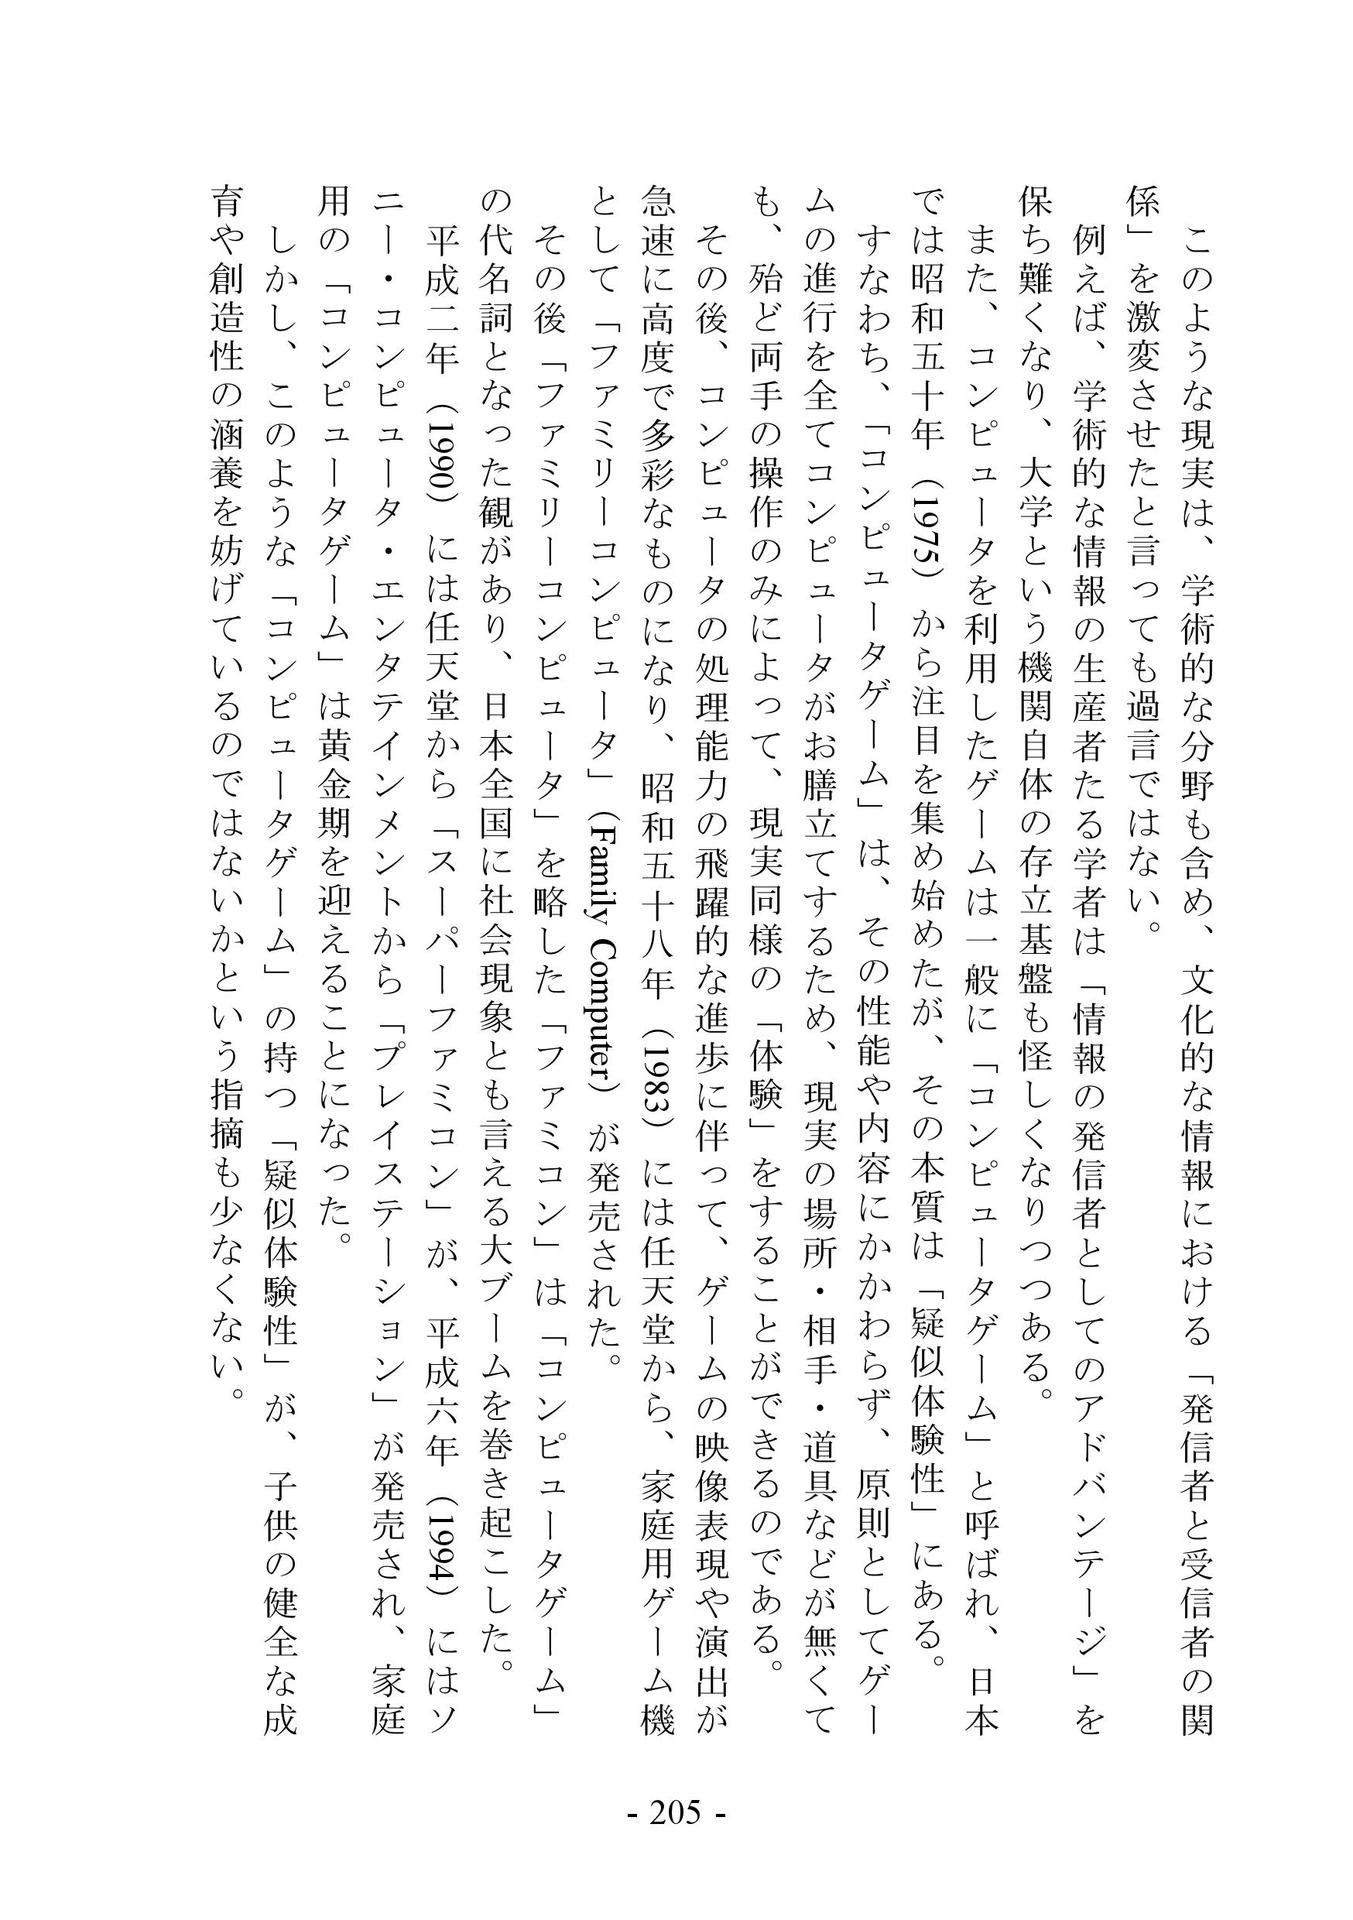 このような現実は、学術的な分野も含め、文化的な情報における「発信者と受信者の関
係」を激変させたと言っても過言ではない。
　例えば、学術的な情報の生産者たる学者は「情報の発信者としてのアドバンテージ」を
保ち難くなり、大学という機関自体の存立基盤も怪しくなりつつある。
　また、コンピュータを利用したゲームは一般に「コンピュータゲーム」と呼ばれ、日本
では昭和五十年（1975）から注目を集め始めたが、その本質は「疑似体験性」にある。
　すなわち、「コンピュータゲーム」は、その性能や内容にかかわらず、原則としてゲー
ムの進行を全てコンピュータがお膳立てするため、現実の場所・相手・道具などが無くて
も、殆ど両手の操作のみによって、現実同様の「体験」をすることができるのである。
　その後、コンピュータの処理能力の飛躍的な進歩に伴って、ゲームの映像表現や演出が
急速に高度で多彩なものになり、昭和五十八年（1983）には任天堂から、家庭用ゲーム機
として「ファミリーコンピュータ」（Family Computer）が発売された。
　その後「ファミリーコンピュータ」を略した「ファミコン」は「コンピュータゲーム」
の代名詞となった観があり、日本全国に社会現象とも言える大ブームを巻き起こした。
　平成二年（1990）には任天堂から「スーパーファミコン」が、平成六年（1994）にはソ
ニー・コンピュータ・エンタテインメントから「プレイステーション」が発売され、家庭
用の「コンピュータゲーム」は黄金期を迎えることになった。
　しかし、このような「コンピュータゲーム」の持つ「疑似体験性」が、子供の健全な成
育や創造性の涵養を妨げているのではないかという指摘も少なくない。
- 205 -